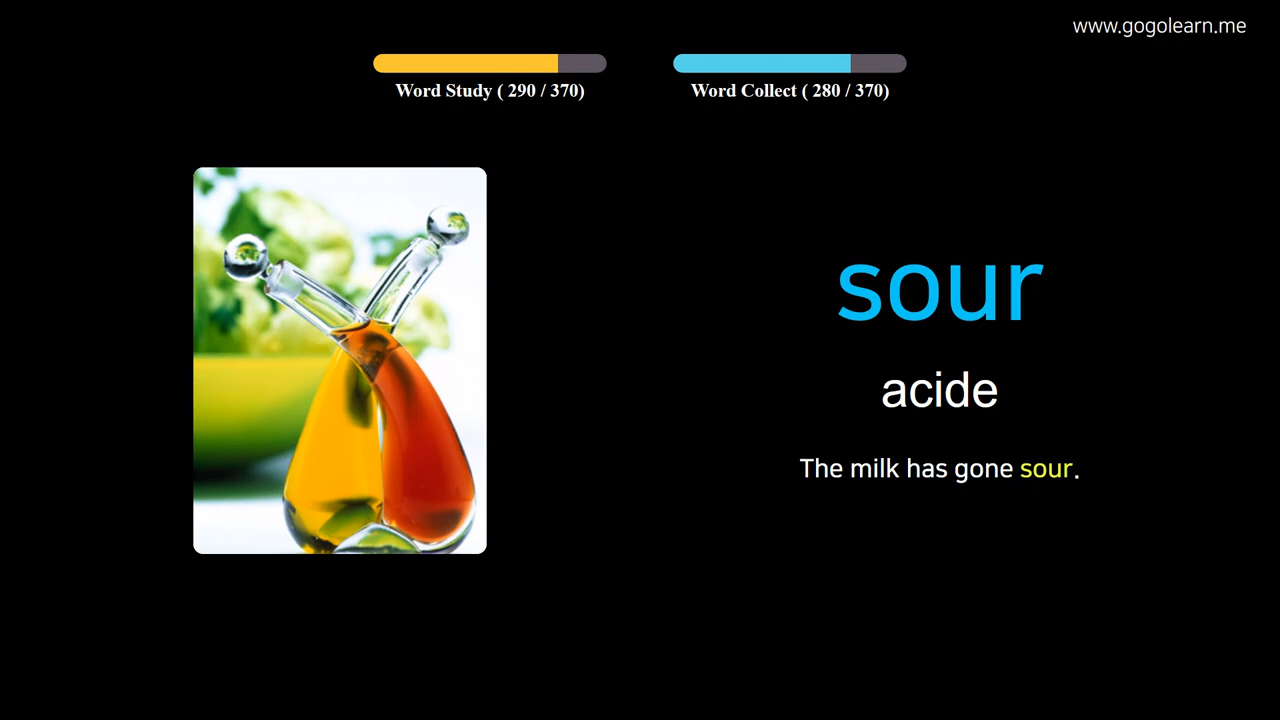 www.gogolearn.me
Word Study ( 290 / 370)
Word Collect ( 280 / 370)
sour
acide
The milk has gone sour.